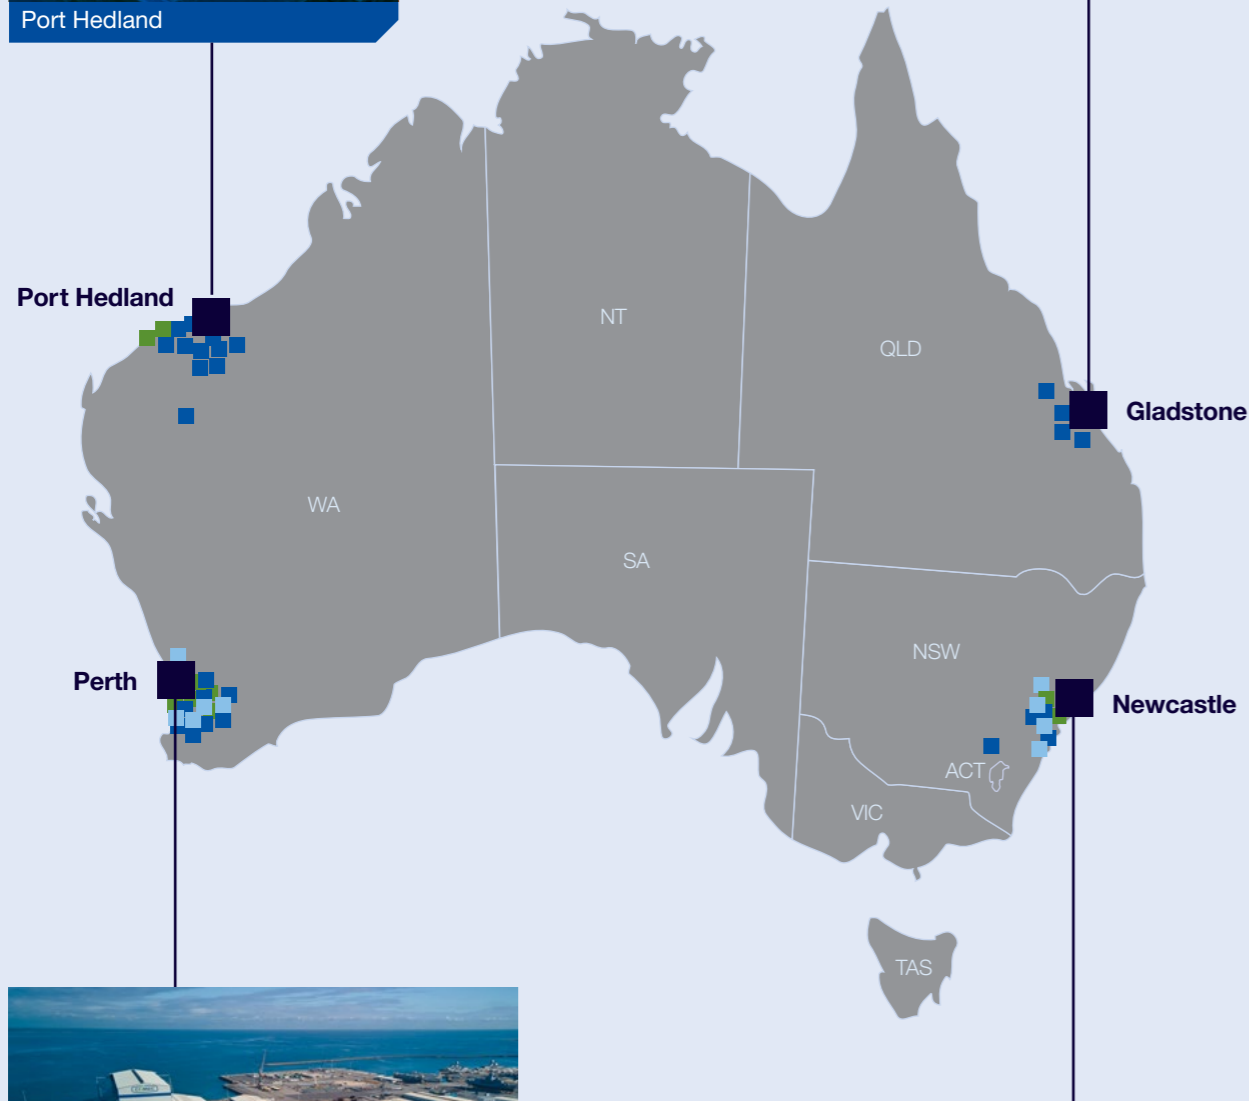 Port Hedland
Port Hedland
NT
QLD
Gladstone
WA
SA
NSW
Perth
Newcastle
ACT
VIC
TAS